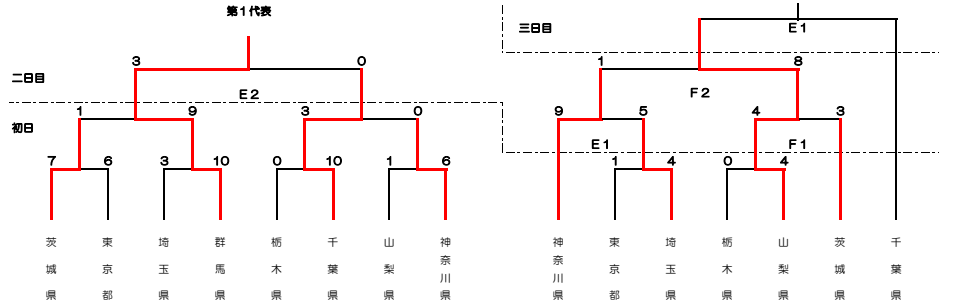 第1代表
E1
三日目
3 0 1 8
二日目
E2 F2
1 9 3 0 9 5 4 3
初日
E1 F1
7 6 3 10 0 10 1 6 1 4 0 4
茨城県 東京都 埼玉県 群馬県 栃木県 千葉県 山梨県 神奈川県 神奈川県 東京都 埼玉県 栃木県 山梨県 茨城県 千葉県